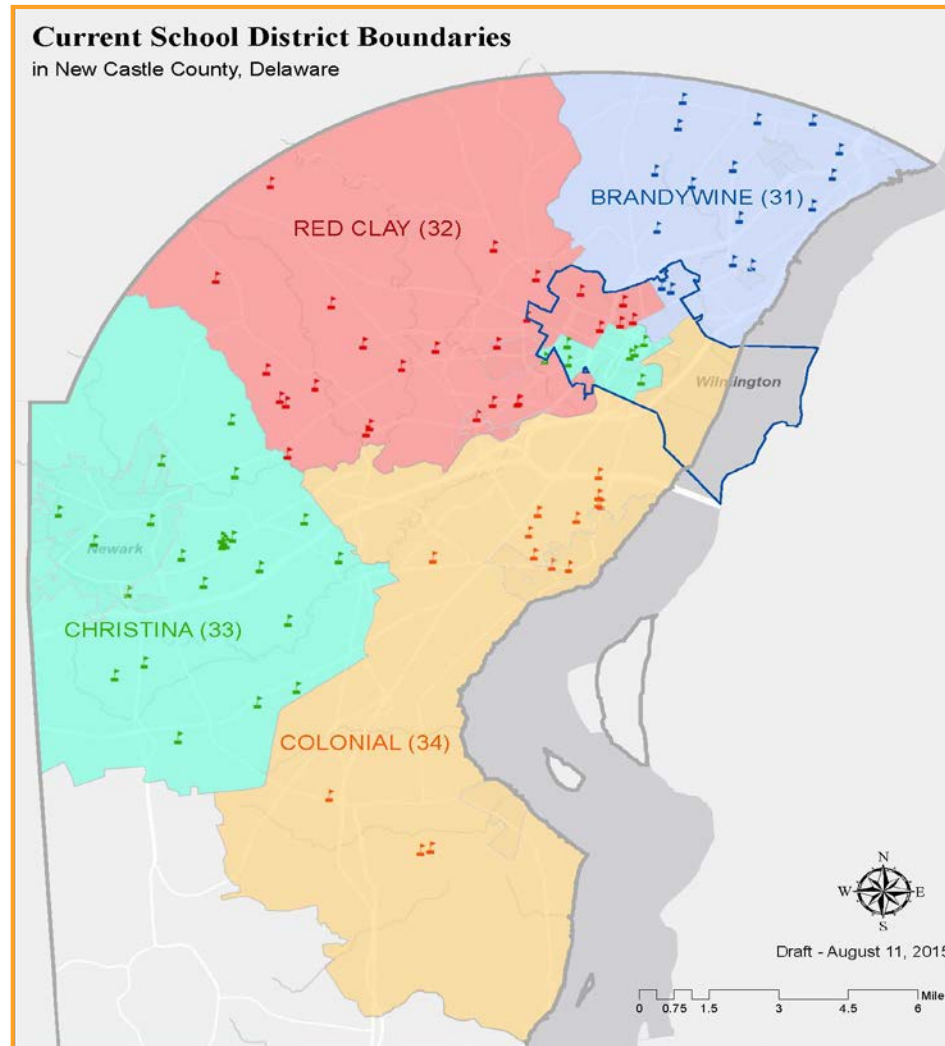 Current School District Boundaries
in New Castle County, Delaware
BRANDYWINE (31)
RED CLAY (32)
Wilmington
Newark
CHRISTINA (33)
COLONIAL (34)
N
W E
S
Draft - August 11, 2015
Mile
0 0.75 1.5 3 4.5 6